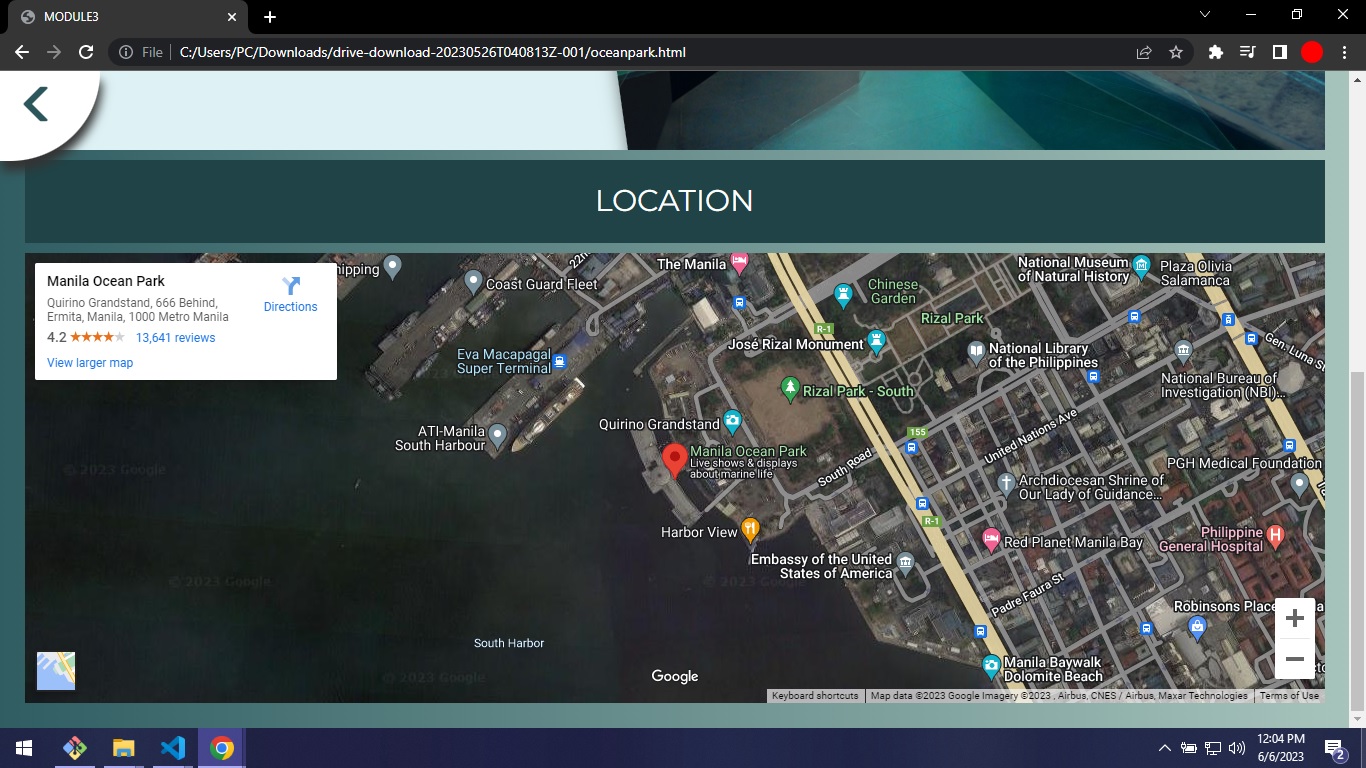 MODULE3
File
C:/Users/PC/Downloads/drive-download-20230526T040813Z-001/oceanpark.html
LOCATION
Manila Ocean Park
Quirino Grandstand, 666 Behind,
Ermita, Manila, 1000 Metro Manila
4.2
13,641 reviews
View larger map
Directions
hipping
Coast Guard Fleet
22nd
The Manila
Chinese
Garden
National Museum
of Natural History
Plaza Olivia
Salamanca
Rizal Park
R-1
José Rizal Monument
National Library
of the Philippines
Gen. Luna St
Eva Macapagal
Super Terminal
Rizal Park - South
National Bureau of
Investigation (NBI)...
ATI-Manila
South Harbour
Quirino Grandstand
155
United Nations Ave
Manila Ocean Park
Live shows & displays
about marine life
South Road
PGH Medical Foundation
© 2023 Google
Archdiocesan Shrine of
Our Lady of Guidance...
R-1
Harbor View
Red Planet Manila Bay
Philippine
General Hospital
Embassy of the United
States of America
© 2023 Google
© 2023 Google
Padre Faura St
Robinsons Place
a
South Harbor
Manila Baywalk
Dolomite Beach
© 2023 Google
Google
Keyboard shortcuts
Map data ©2023 Google Imagery ©2023 , Airbus, CNES / Airbus, Maxar Technologies
Terms of Use
12:04 PM
6/6/2023
2